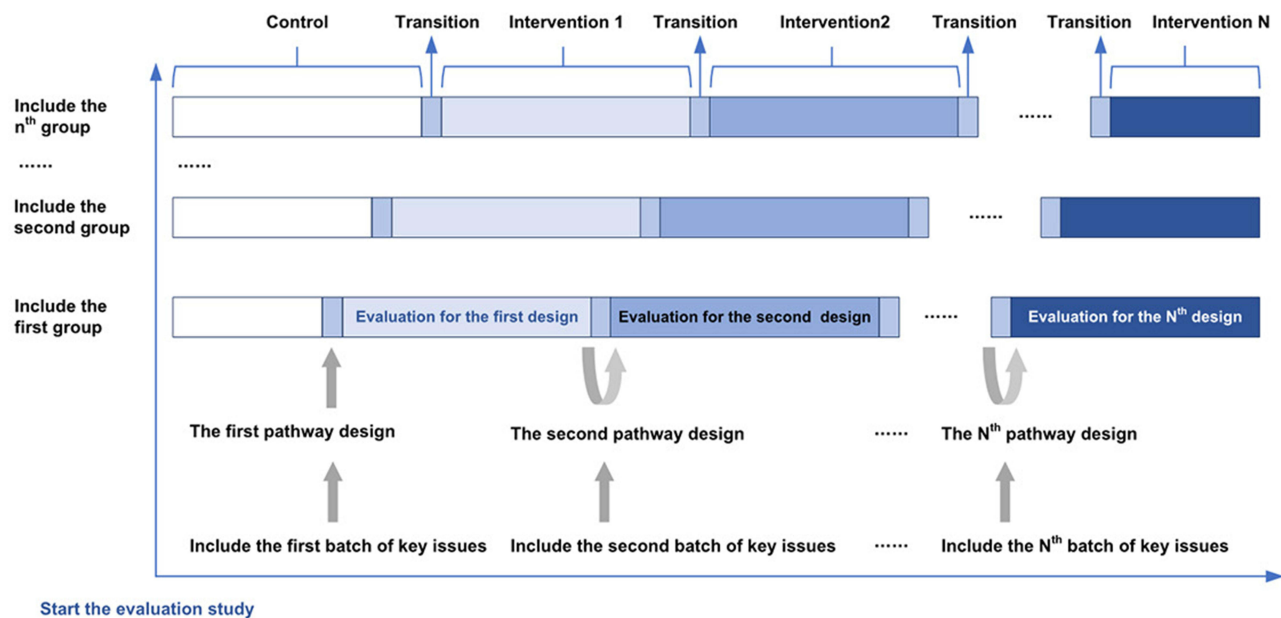 Control Transition Intervention 1 Transition Intervention2 Transition Transition Intervention N
Include the
nth group
......
......
......
Include the
second group
......
Include the
first group
Evaluation for the first design Evaluation for the second design ...... Evaluation for the Nth design
The first pathway design The second pathway design ...... The Nth pathway design
Include the first batch of key issues Include the second batch of key issues ...... Include the Nth batch of key issues
Start the evaluation study